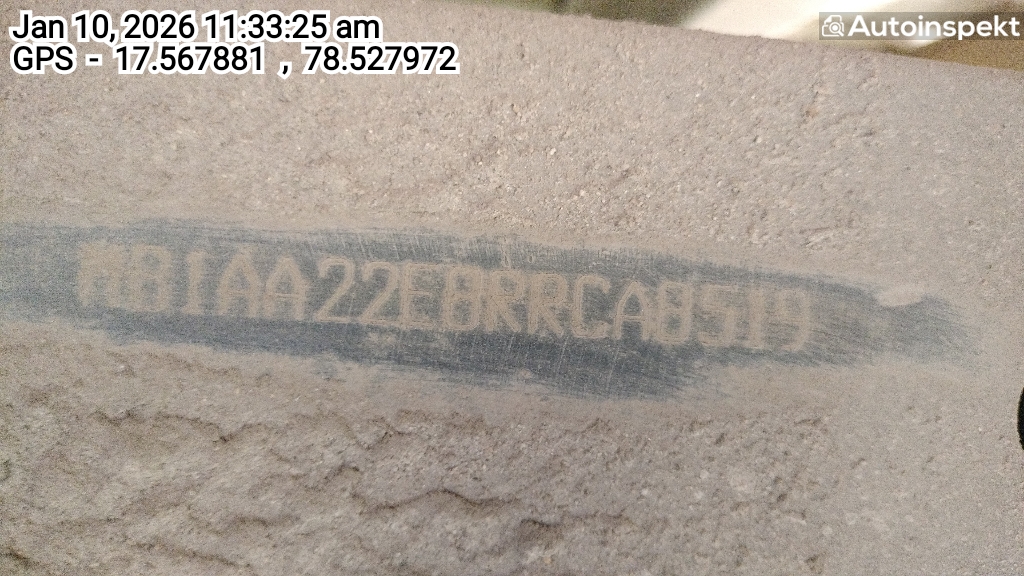 Jan 10, 2026 11:33:25 am
GPS - 17.567881 , 78.527972
Autoinspekt
MB1AA22E8RRCA8519